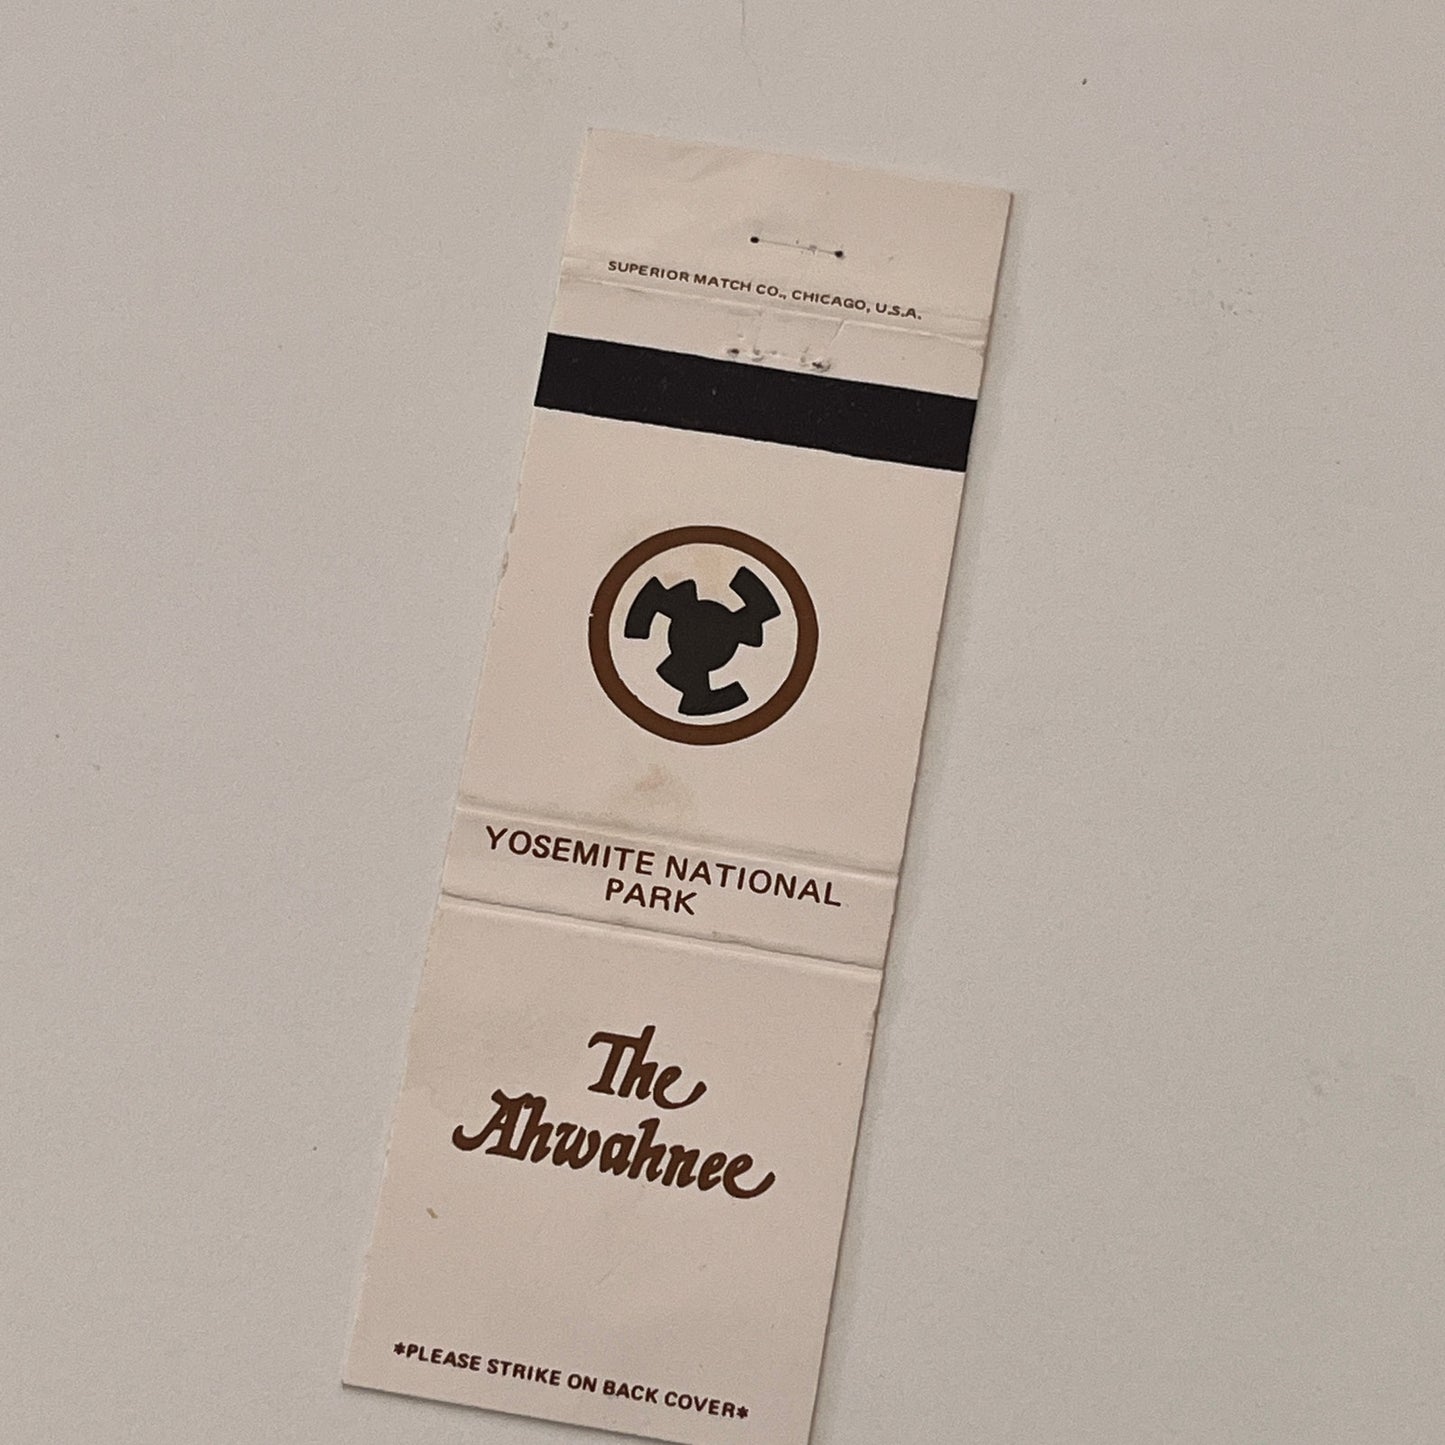 SUPERIOR MATCH CO., CHICAGO, U.S.A.
YOSEMITE NATIONAL
PARK
The
Ahwahnee
*PLEASE STRIKE ON BACK COVER*